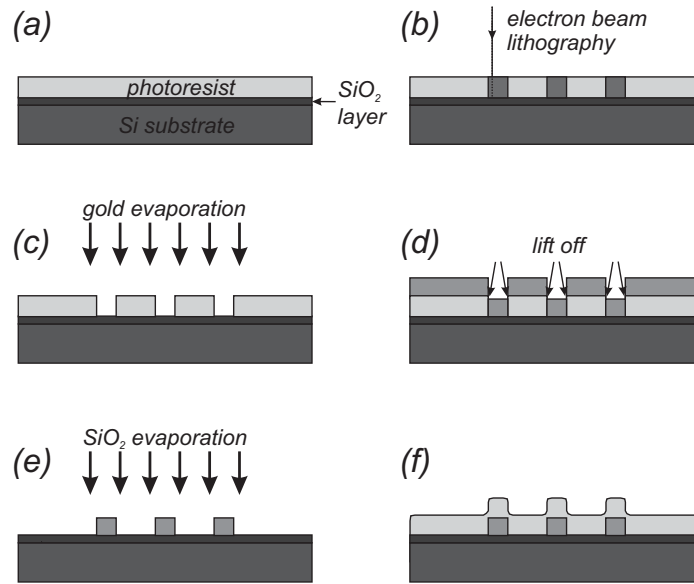 (a)
photoresist
SiO₂
layer
Si substrate
(b)
electron beam
lithography
(c)
gold evaporation
(d)
lift off
(e)
SiO₂ evaporation
(f)